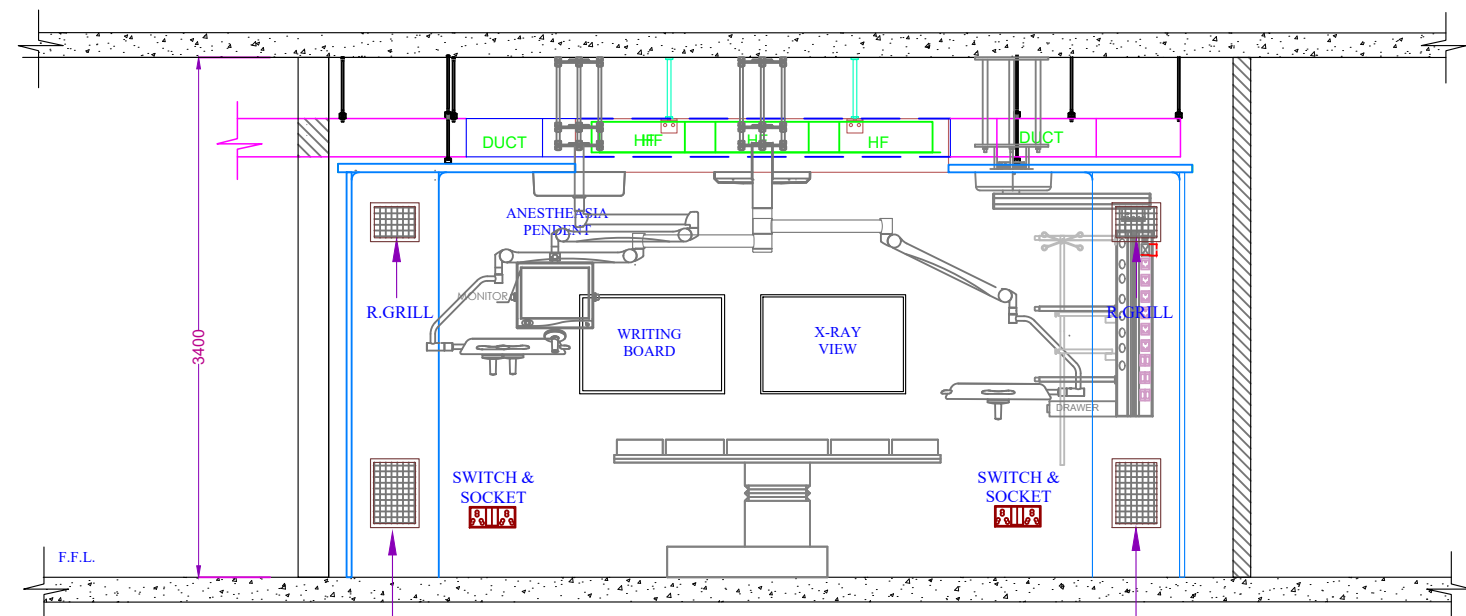 DUCT
HF
HF
HF
HF
DUCT
ANESTHEASIA
PENDENT
MONITOR
R.GRILL
R.GRILL
3400
WRITING
BOARD
X-RAY
VIEW
DRAWER
SWITCH &
SOCKET
SWITCH &
SOCKET
F.F.L.